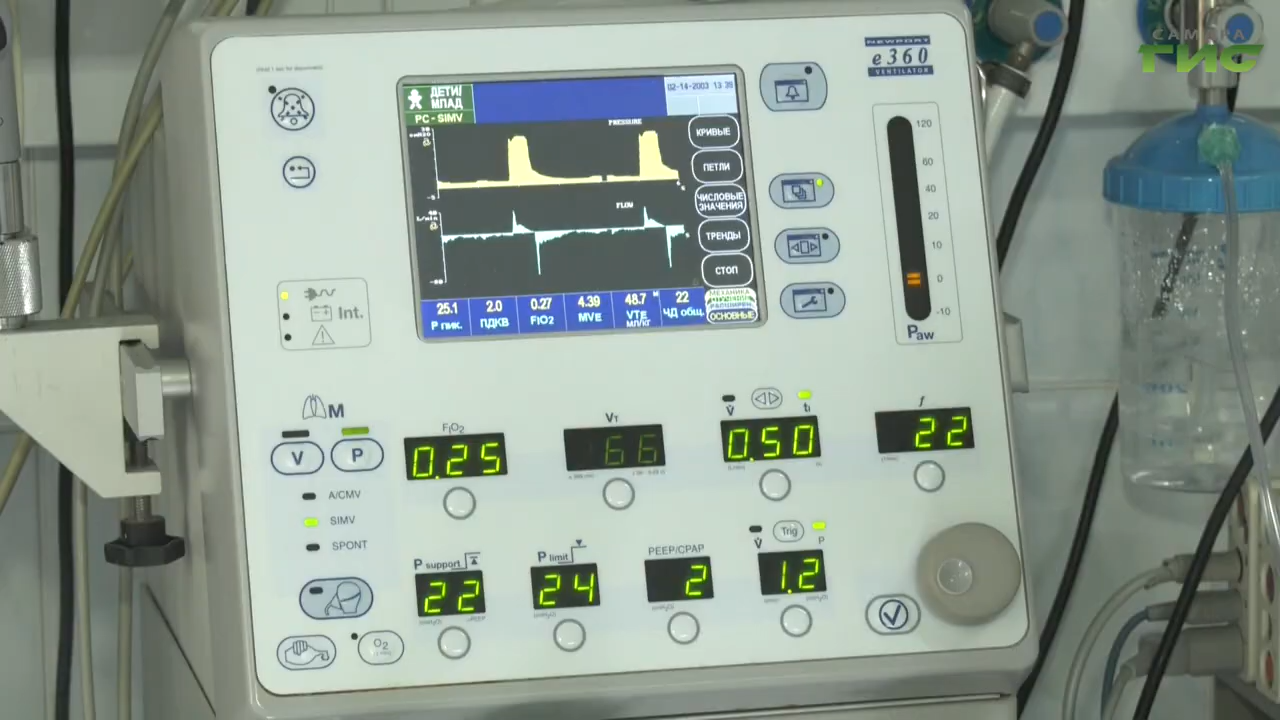 САМАРА
ГИС
NEWPORT
e360
VENTILATOR
ДЕТИ/
МЛАД
PC - SIMV
02-14-2003 13:36
PRESSURE
КРИВЫЕ
ПЕТЛИ
ЧИСЛОВЫЕ
ЗНАЧЕНИЯ
FLOW
ТРЕНДЫ
СТОП
МЕХАНИКА
РАСШИРЕН.
ОСНОВНЫЕ
25.1 2.0 0.27 4.39 48.7 22
P пик. ПДКВ FIO2 MVE VTE ЧД общ.
МЛ/КГ
120
60
40
20
10
0
-10
Paw
Int.
M
V P
FIO2 VT V̇ tI f
0.25 66 0.50 22
A/CMV
SIMV
SPONT
P support P limit PEEP/CPAP V̇ Trig P
22 24 2 1.2
O2